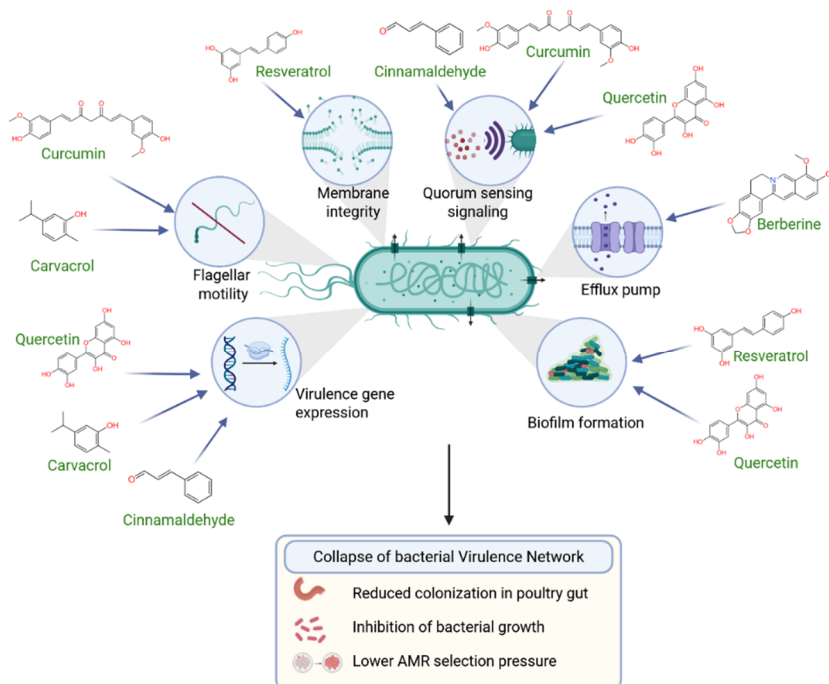 Resveratrol
Cinnamaldehyde
Curcumin
Quercetin
Curcumin
Carvacrol
Berberine
Membrane
integrity
Quorum sensing
signaling
Flagellar
motility
Efflux pump
Quercetin
Carvacrol
Cinnamaldehyde
Virulence gene
expression
Biofilm formation
Resveratrol
Quercetin
Collapse of bacterial Virulence Network
Reduced colonization in poultry gut
Inhibition of bacterial growth
Lower AMR selection pressure